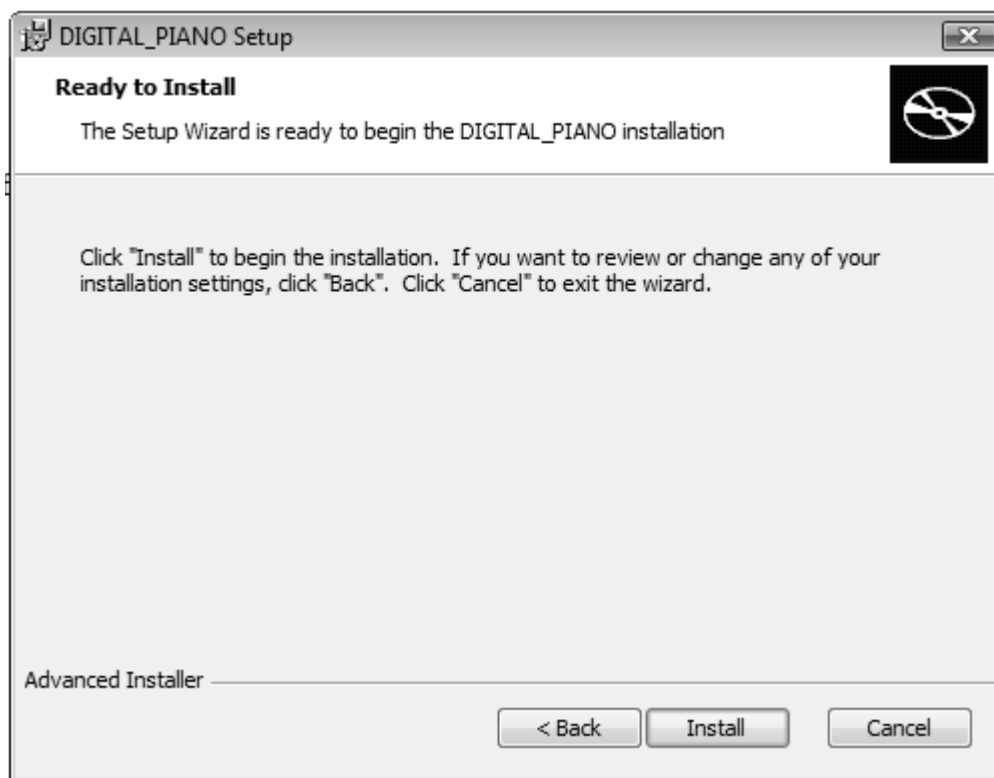 DIGITAL_PIANO Setup
Ready to Install
The Setup Wizard is ready to begin the DIGITAL_PIANO installation
Click "Install" to begin the installation.  If you want to review or change any of your
installation settings, click "Back".  Click "Cancel" to exit the wizard.
Advanced Installer
< Back Install Cancel